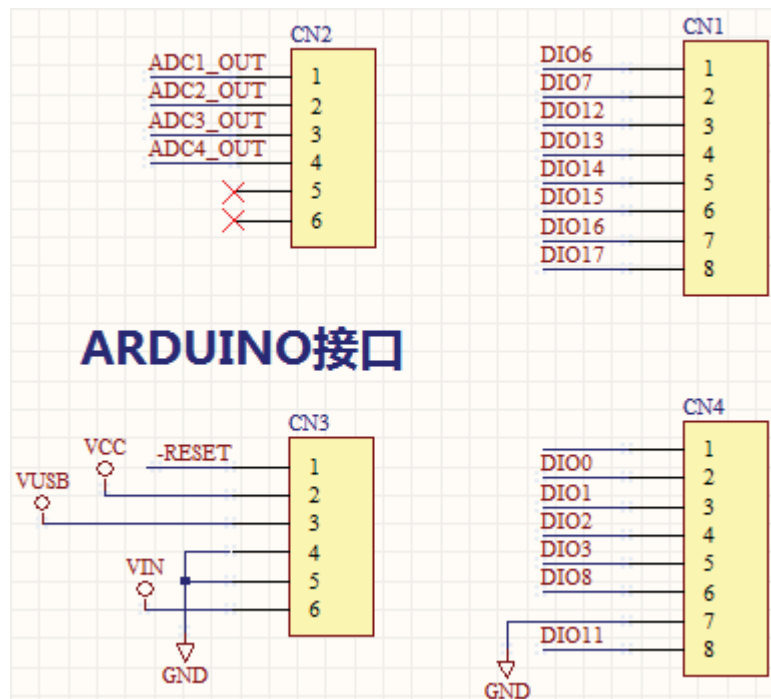 CN2
ADC1_OUT 1
ADC2_OUT 2
ADC3_OUT 3
ADC4_OUT 4
5
6
CN1
DIO6 1
DIO7 2
DIO12 3
DIO13 4
DIO14 5
DIO15 6
DIO16 7
DIO17 8
ARDUINO接口
CN3
-RESET 1
VCC 2
VUSB 3
4
5
VIN 6
GND
CN4
1
DIO0 2
DIO1 3
DIO2 4
DIO3 5
DIO8 6
7
DIO11 8
GND